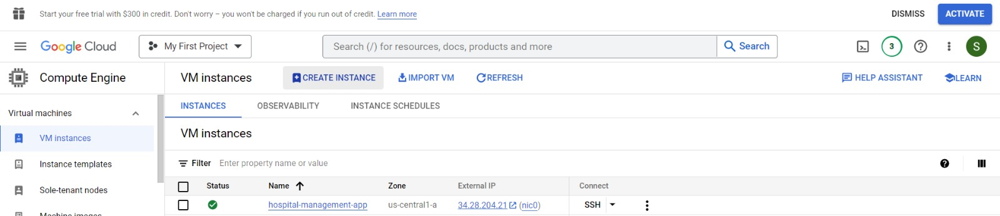 Start your free trial with $300 in credit. Don't worry – you won't be charged if you run out of credit. Learn more
DISMISS
ACTIVATE
Google Cloud
My First Project
Search (/) for resources, docs, products and more
Search
3
S
Compute Engine
VM instances
CREATE INSTANCE
IMPORT VM
REFRESH
HELP ASSISTANT
LEARN
Virtual machines
VM instances
Instance templates
Sole-tenant nodes
Machine images
INSTANCES
OBSERVABILITY
INSTANCE SCHEDULES
VM instances
Filter Enter property name or value
Status Name Zone External IP Connect
hospital-management-app us-central1-a 34.28.204.21 (nic0) SSH